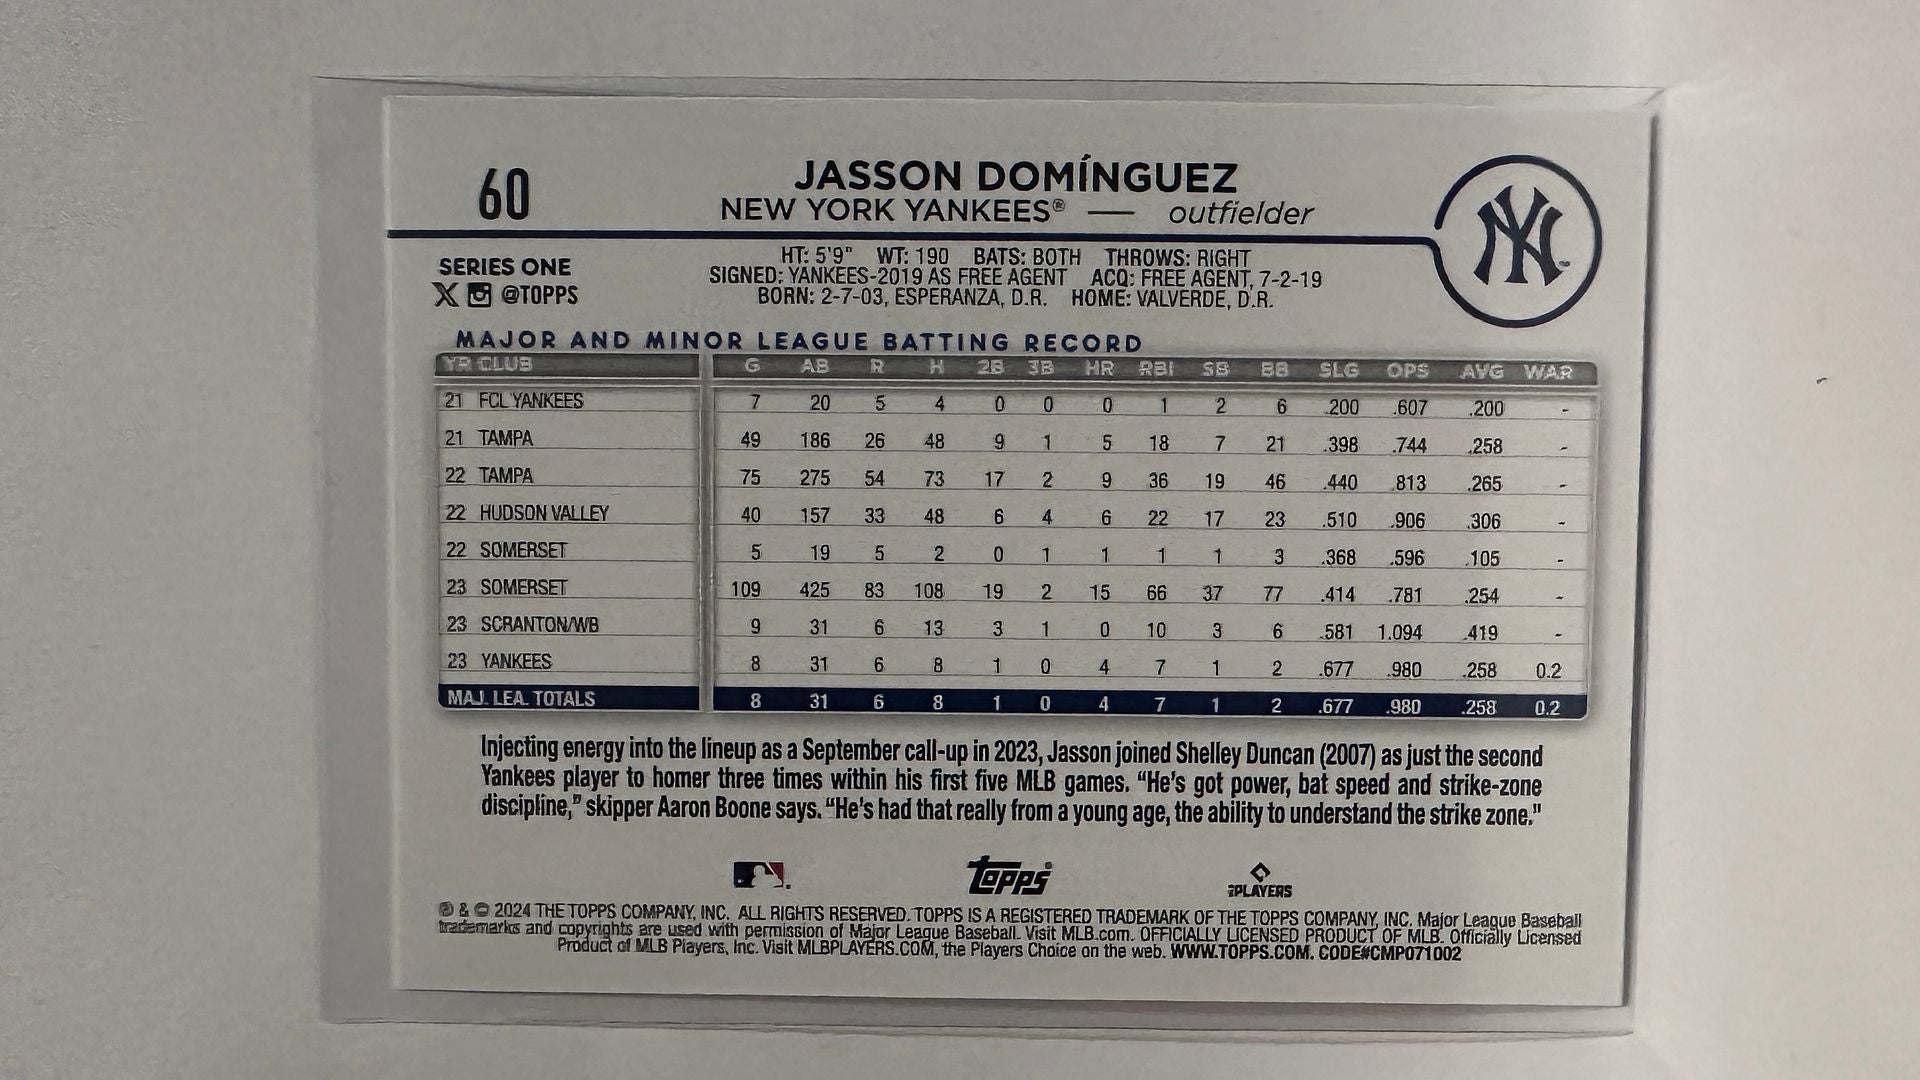 60
JASSON DOMÍNGUEZ
NEW YORK YANKEES® — outfielder
NY
SERIES ONE
@TOPPS
HT: 5'9" WT: 190 BATS: BOTH THROWS: RIGHT
SIGNED: YANKEES-2019 AS FREE AGENT ACQ: FREE AGENT, 7-2-19
BORN: 2-7-03, ESPERANZA, D.R. HOME: VALVERDE, D.R.
MAJOR AND MINOR LEAGUE BATTING RECORD
YR CLUB G AB R H 2B 3B HR RBI SB BB SLG OPS AVG WAR
21 FCL YANKEES 7 20 5 4 0 0 0 1 2 6 .200 .607 .200 -
21 TAMPA 49 186 26 48 9 1 5 18 7 21 .398 .744 .258 -
22 TAMPA 75 275 54 73 17 2 9 36 19 46 .440 .813 .265 -
22 HUDSON VALLEY 40 157 33 48 6 4 6 22 17 23 .510 .906 .306 -
22 SOMERSET 5 19 5 2 0 1 1 1 1 3 .368 .596 .105 -
23 SOMERSET 109 425 83 108 19 2 15 66 37 77 .414 .781 .254 -
23 SCRANTON/WB 9 31 6 13 3 1 0 10 3 6 .581 1.094 .419 -
23 YANKEES 8 31 6 8 1 0 4 7 1 2 .677 .980 .258 0.2
MAJ. LEA. TOTALS 8 31 6 8 1 0 4 7 1 2 .677 .980 .258 0.2
Injecting energy into the lineup as a September call-up in 2023, Jasson joined Shelley Duncan (2007) as just the second
Yankees player to homer three times within his first five MLB games. “He's got power, bat speed and strike-zone
discipline,” skipper Aaron Boone says. “He's had that really from a young age, the ability to understand the strike zone.”
Topps
PLAYERS
® & © 2024 THE TOPPS COMPANY, INC. ALL RIGHTS RESERVED. TOPPS IS A REGISTERED TRADEMARK OF THE TOPPS COMPANY, INC. Major League Baseball
trademarks and copyrights are used with permission of Major League Baseball. Visit MLB.com. OFFICIALLY LICENSED PRODUCT OF MLB. Officially Licensed
Product of MLB Players, Inc. Visit MLBPLAYERS.COM, the Players Choice on the web. WWW.TOPPS.COM. CODE#CMP071002